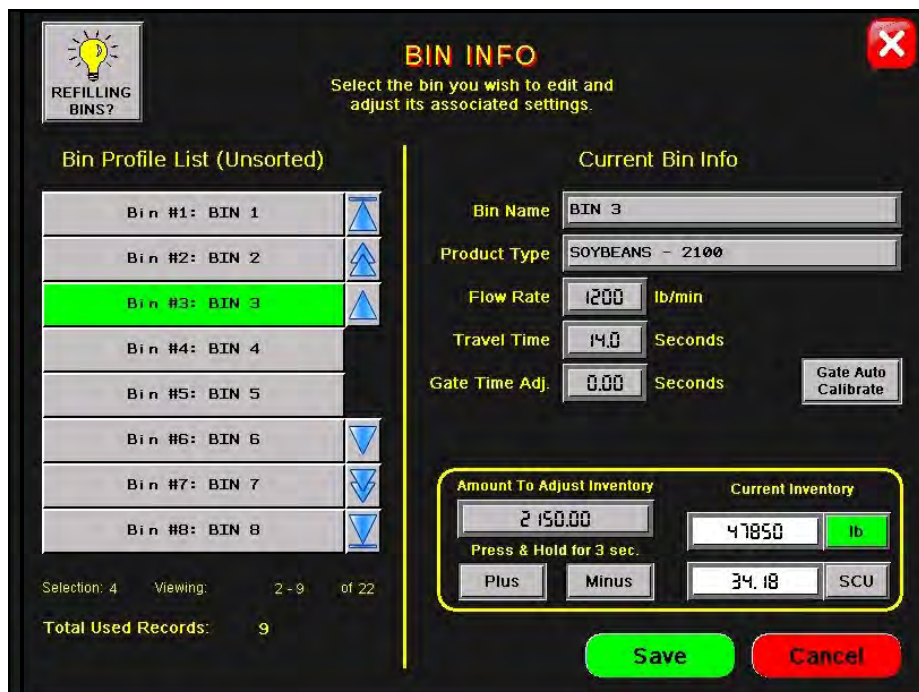 REFILLING
BINS?
BIN INFO
Select the bin you wish to edit and
adjust its associated settings.
Bin Profile List (Unsorted)
Bin #1: BIN 1
Bin #2: BIN 2
Bin #3: BIN 3
Bin #4: BIN 4
Bin #5: BIN 5
Bin #6: BIN 6
Bin #7: BIN 7
Bin #8: BIN 8
Selection: 4 Viewing: 2 - 9 of 22
Total Used Records: 9
Current Bin Info
Bin Name BIN 3
Product Type SOYBEANS - 2100
Flow Rate 1200 lb/min
Travel Time 14.0 Seconds
Gate Time Adj. 0.00 Seconds
Gate Auto
Calibrate
Amount To Adjust Inventory
2150.00
Press & Hold for 3 sec.
Plus Minus
Current Inventory
47850 lb
34.18 SCU
Save Cancel